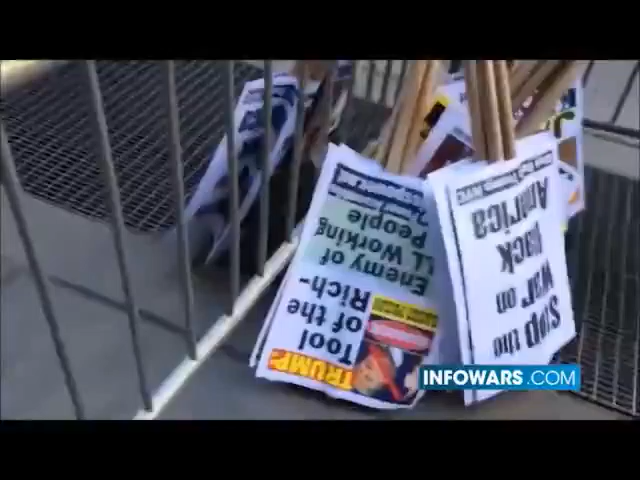 TRUMP:
Tool
of the
Rich-
Enemy of
ALL Working
People
Stop the
War on
Black
America
INFOWARS.COM